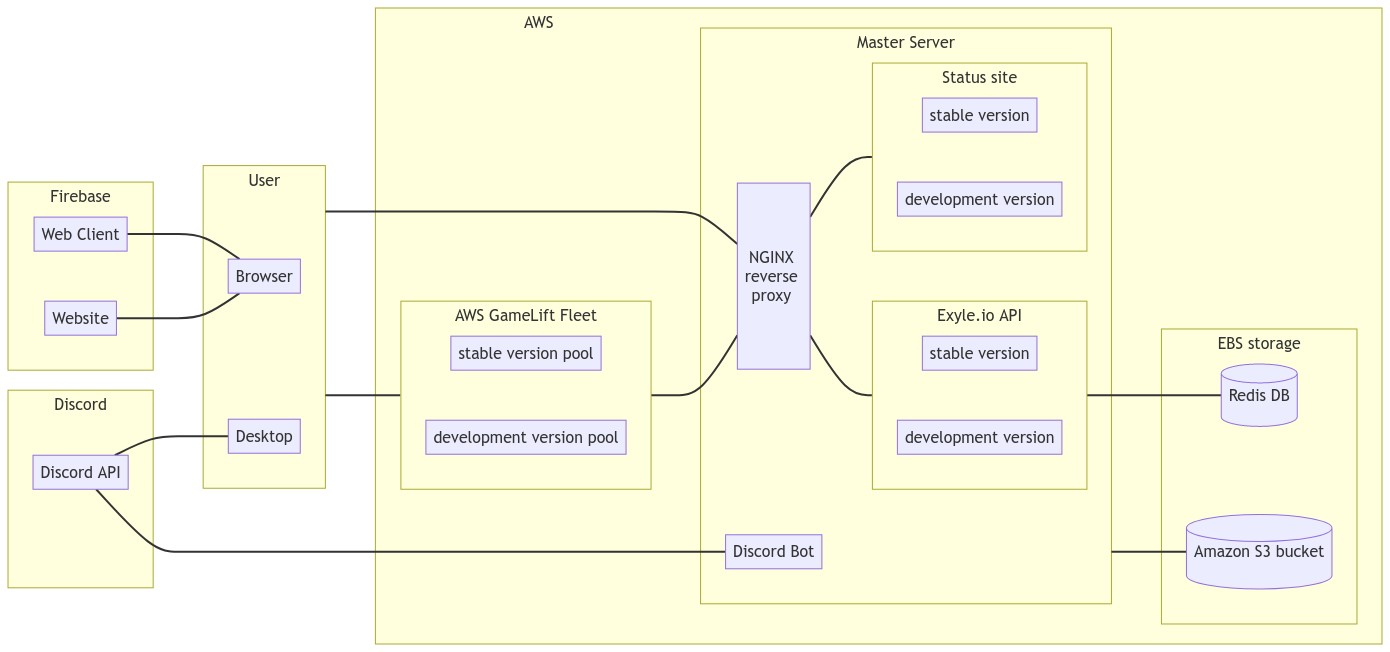 AWS
Master Server
Status site
stable version
development version
User
Firebase
Web Client
Browser
Website
NGINX
reverse
proxy
AWS GameLift Fleet
stable version pool
development version pool
Exyle.io API
stable version
development version
EBS storage
Redis DB
Discord
Desktop
Discord API
Discord Bot
Amazon S3 bucket